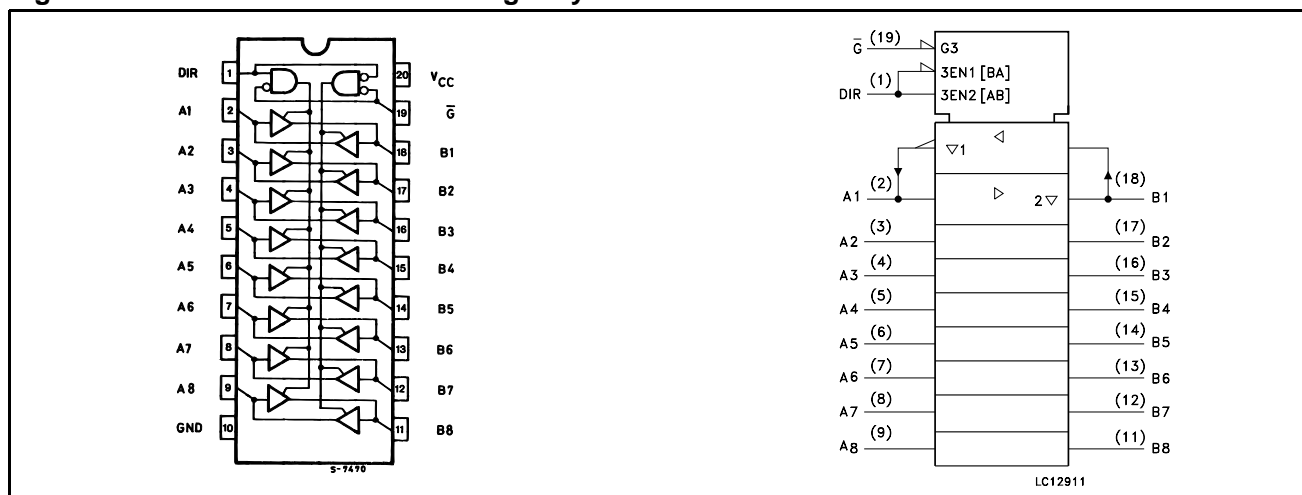 DIR 1 20 VCC
A1 2 19 G̅
A2 3 18 B1
A3 4 17 B2
A4 5 16 B3
A5 6 15 B4
A6 7 14 B5
A7 8 13 B6
A8 9 12 B7
GND 10 11 B8
S-7470
G̅ (19) G3
DIR (1) 3EN1 [BA]
3EN2 [AB]
▽1 ◁
A1 (2) ▷ 2▽ (18) B1
A2 (3) (17) B2
A3 (4) (16) B3
A4 (5) (15) B4
A5 (6) (14) B5
A6 (7) (13) B6
A7 (8) (12) B7
A8 (9) (11) B8
LC12911